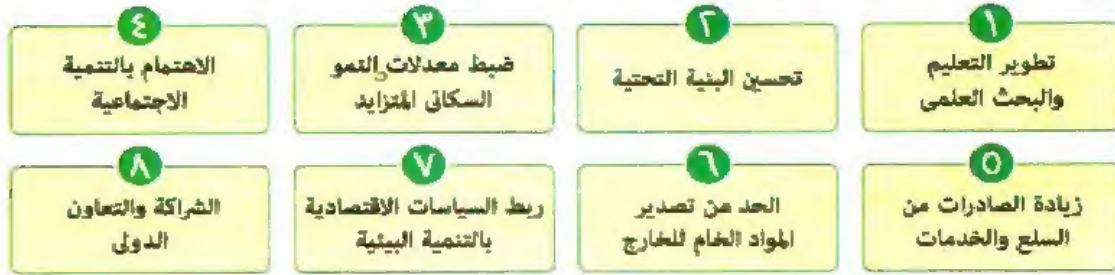 ١
تطوير التعليم
والبحث العلمى
٢
تحسين البنية التحتية
٣
ضبط معدلات النمو
السكانى المتزايد
٤
الاهتمام بالتنمية
الاجتماعية
٥
زيادة الصادرات من
السلع والخدمات
٦
الحد من تصدير
المواد الخام للخارج
٧
ربط السياسات الاقتصادية
بالتنمية البيئية
٨
الشراكة والتعاون
الدولى